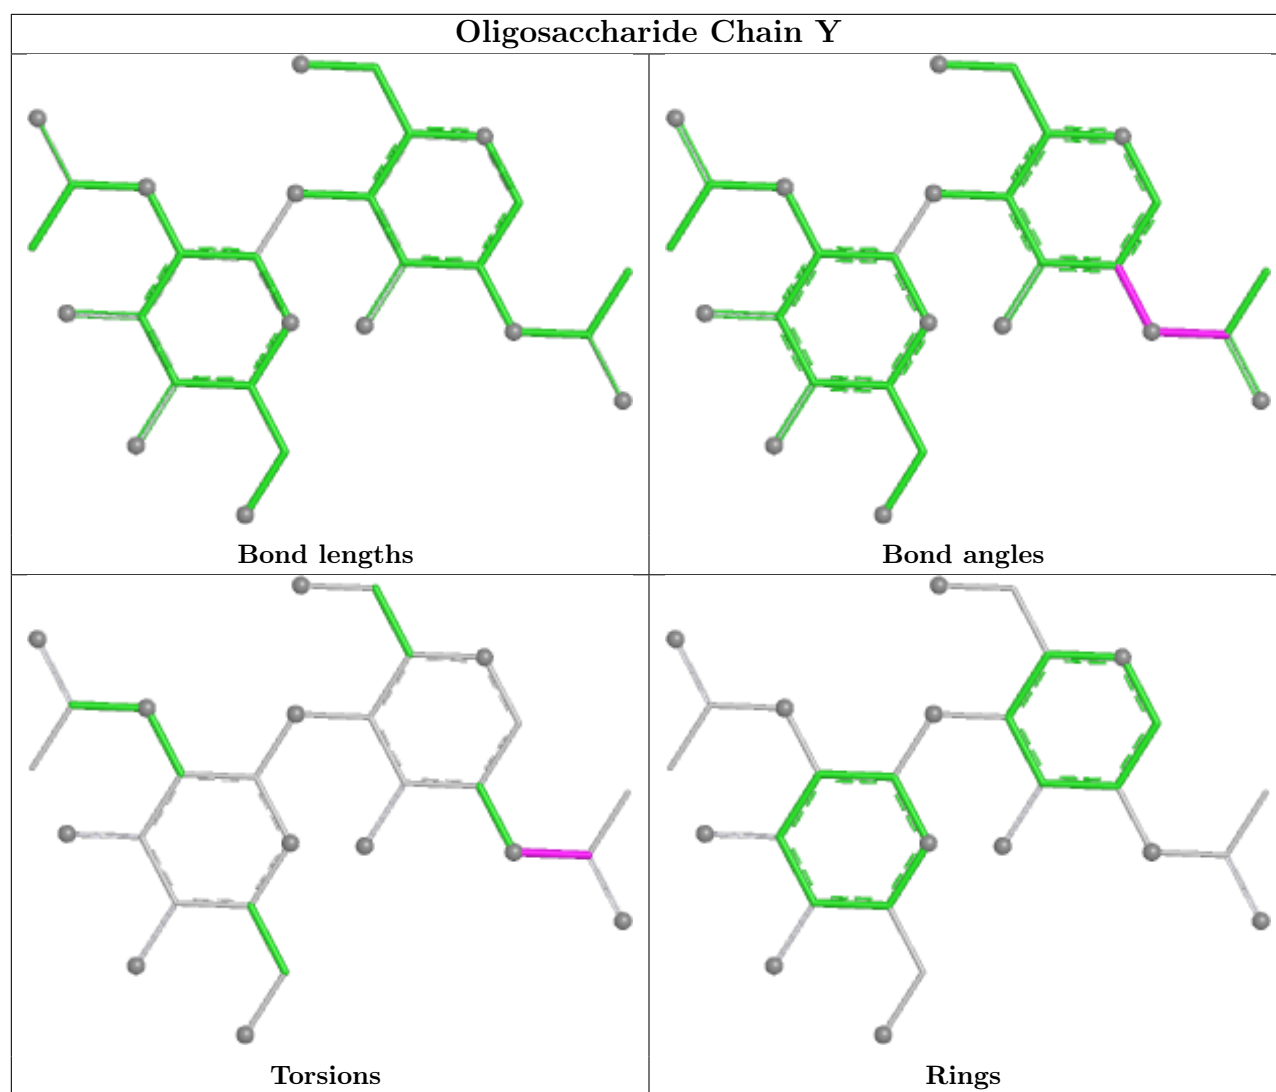 Oligosaccharide Chain Y
Bond lengths
Bond angles
Torsions
Rings